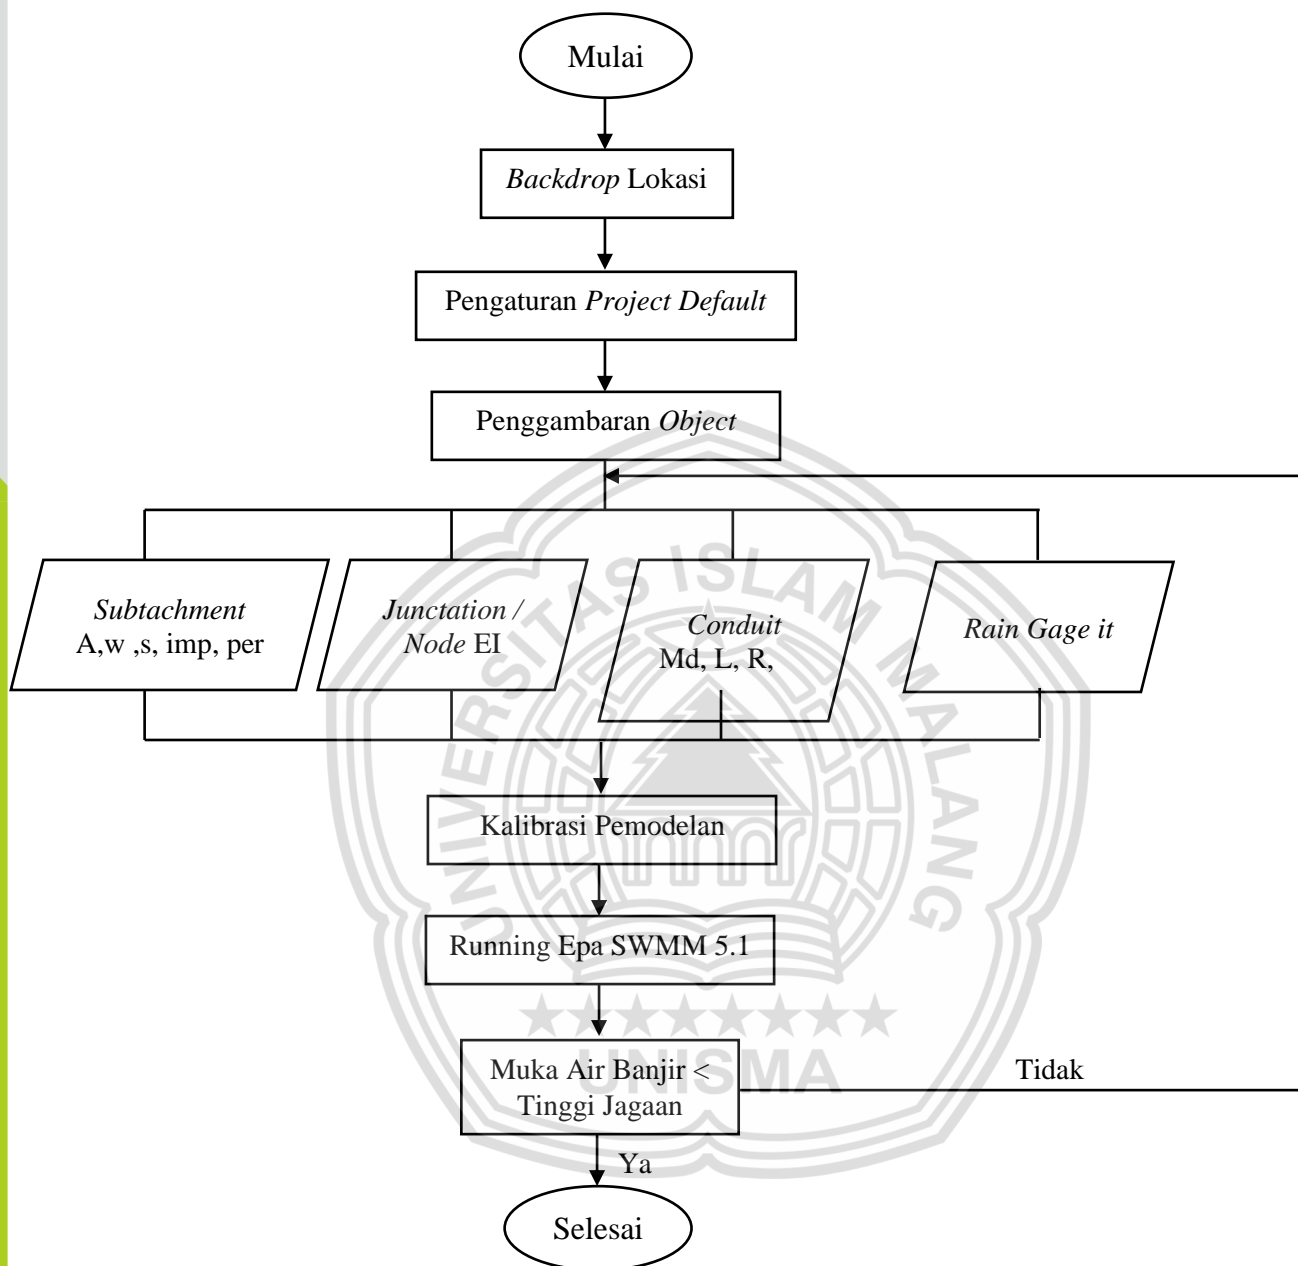 Mulai
Backdrop Lokasi
Pengaturan Project Default
Penggambaran Object
Subtachment
A,w ,s, imp, per
Junctation /
Node EI
Conduit
Md, L, R,
Rain Gage it
Kalibrasi Pemodelan
Running Epa SWMM 5.1
Muka Air Banjir <
Tinggi Jagaan
Tidak
Ya
Selesai
UNIVERSITAS ISLAM MALANG
UNISMA